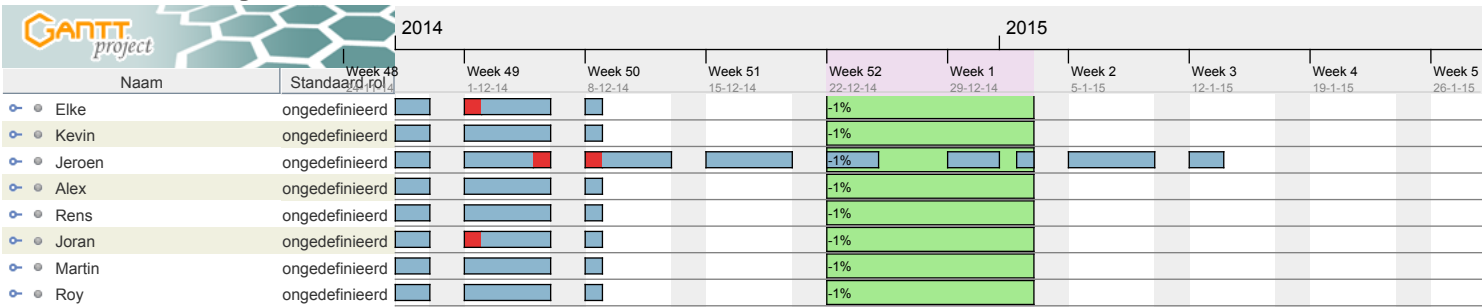 GANTT
project
2014
2015
Week 48
Week 49
Week 50
Week 51
Week 52
Week 1
Week 2
Week 3
Week 4
Week 5
Naam
Standaard rol
24-11-14
1-12-14
8-12-14
15-12-14
22-12-14
29-12-14
5-1-15
12-1-15
19-1-15
26-1-15
Elke ongedefinieerd -1%
Kevin ongedefinieerd -1%
Jeroen ongedefinieerd -1%
Alex ongedefinieerd -1%
Rens ongedefinieerd -1%
Joran ongedefinieerd -1%
Martin ongedefinieerd -1%
Roy ongedefinieerd -1%